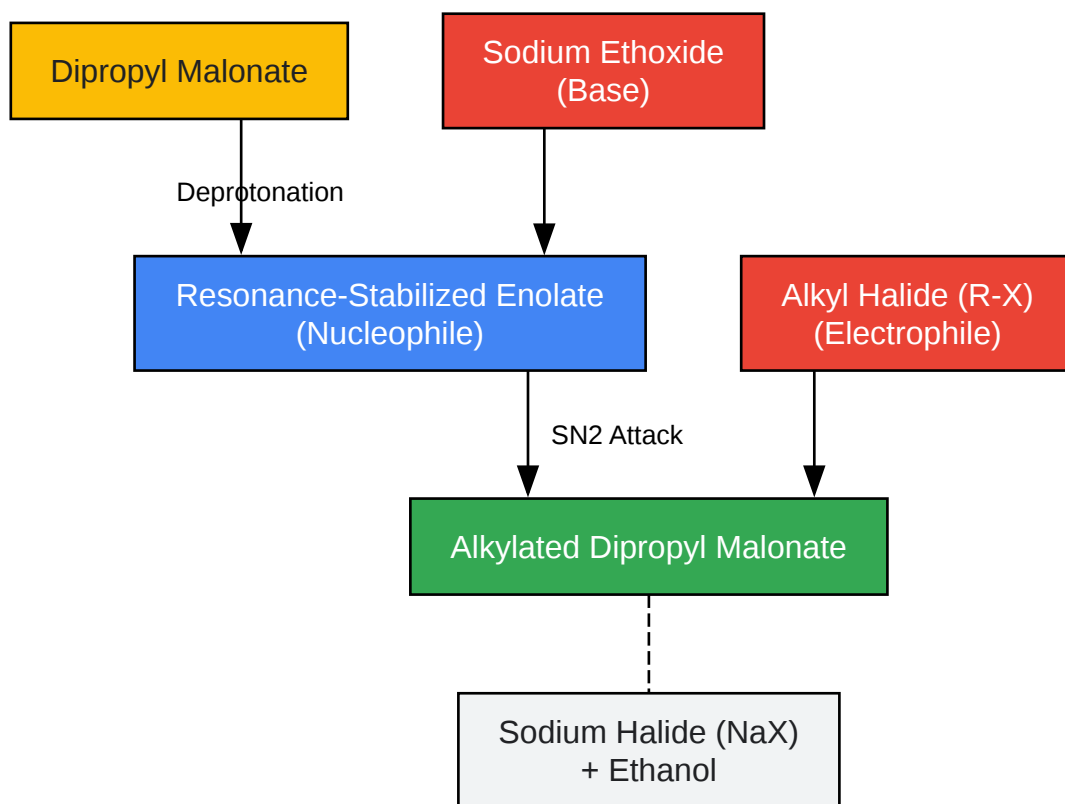 Dipropyl Malonate
Sodium Ethoxide
(Base)
Deprotonation
Resonance-Stabilized Enolate
(Nucleophile)
Alkyl Halide (R-X)
(Electrophile)
SN2 Attack
Alkylated Dipropyl Malonate
Sodium Halide (NaX)
+ Ethanol